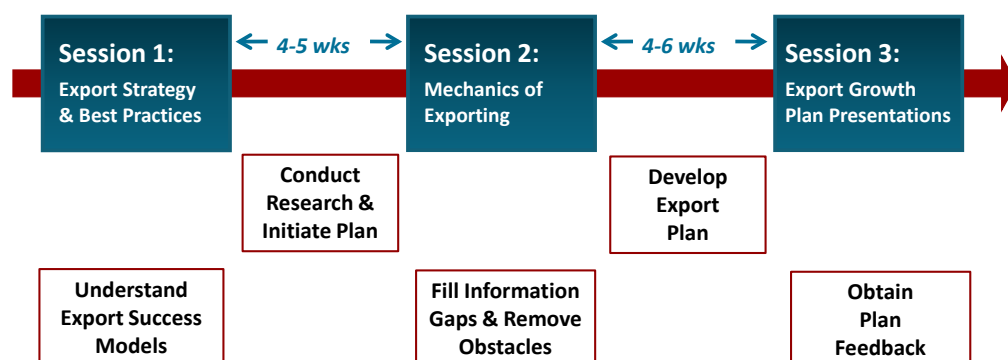 Session 1:
Export Strategy
& Best Practices
4-5 wks
Session 2:
Mechanics of
Exporting
4-6 wks
Session 3:
Export Growth
Plan Presentations
Conduct
Research &
Initiate Plan
Develop
Export
Plan
Understand
Export Success
Models
Fill Information
Gaps & Remove
Obstacles
Obtain
Plan
Feedback